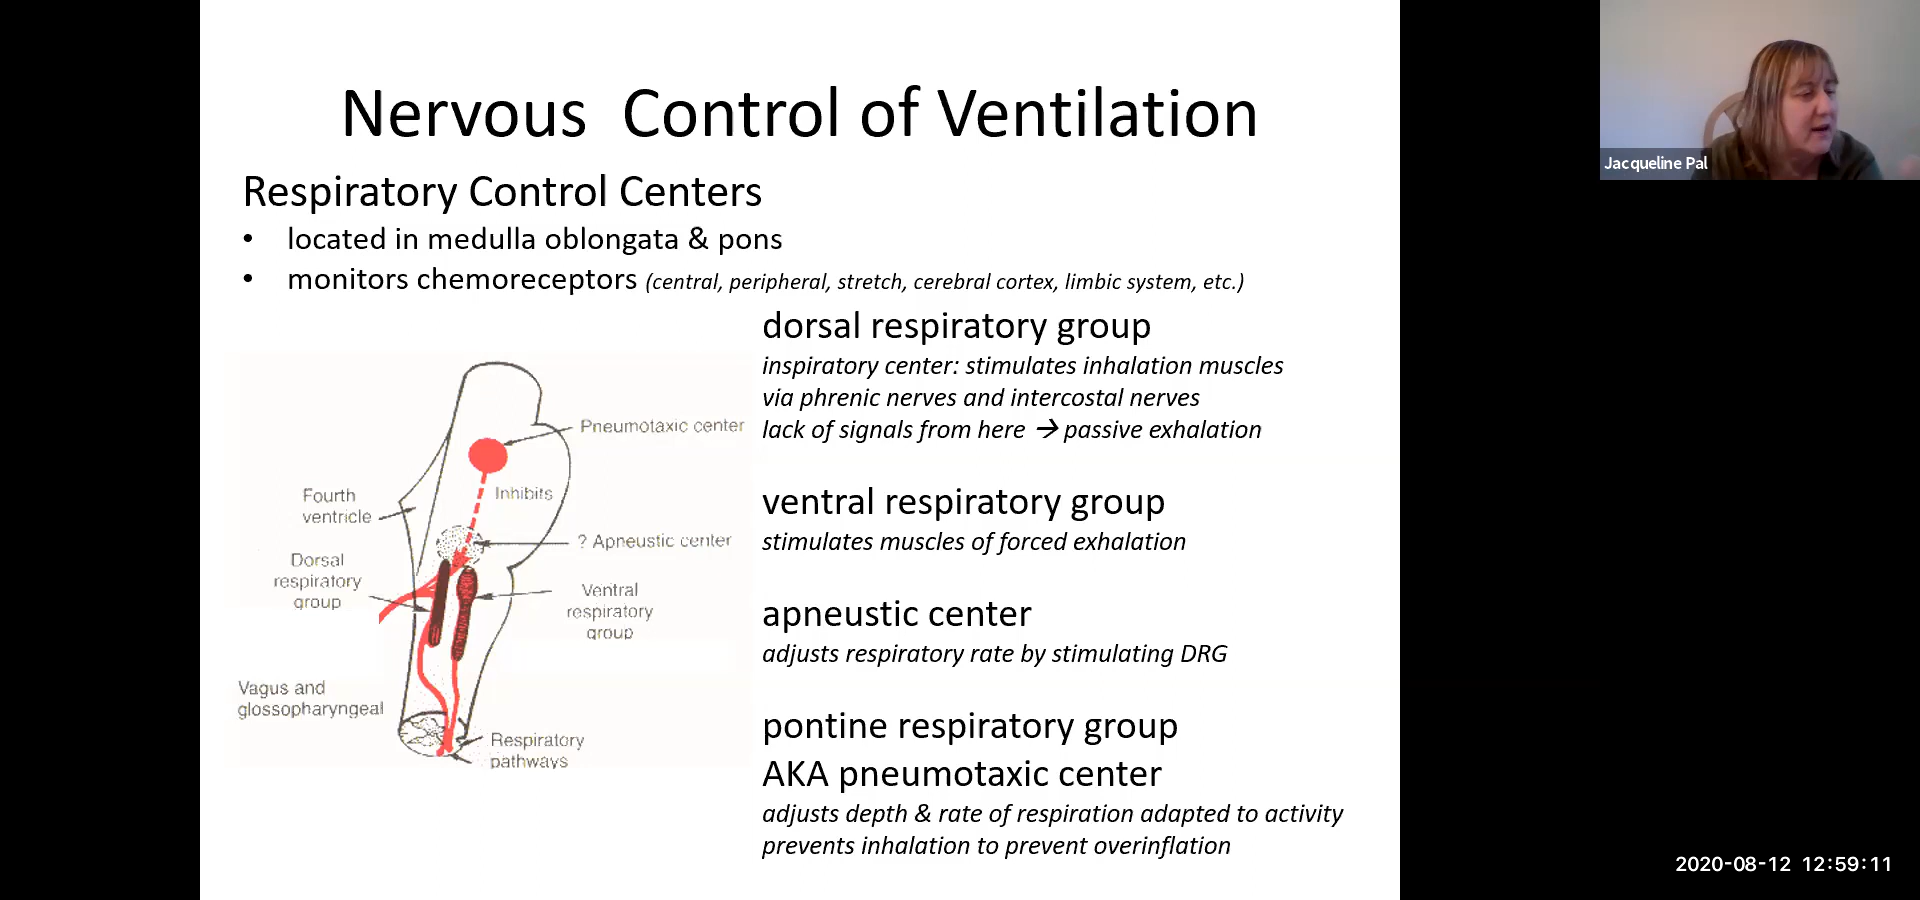 Nervous Control of Ventilation
Respiratory Control Centers
• located in medulla oblongata & pons
• monitors chemoreceptors (central, peripheral, stretch, cerebral cortex, limbic system, etc.)
dorsal respiratory group
inspiratory center: stimulates inhalation muscles
via phrenic nerves and intercostal nerves
lack of signals from here → passive exhalation
ventral respiratory group
stimulates muscles of forced exhalation
apneustic center
adjusts respiratory rate by stimulating DRG
pontine respiratory group
AKA pneumotaxic center
adjusts depth & rate of respiration adapted to activity
prevents inhalation to prevent overinflation
Pneumotaxic center
Inhibits
Fourth
ventricle
? Apneustic center
Dorsal
respiratory
group
Ventral
respiratory
group
Vagus and
glossopharyngeal
Respiratory
pathways
Jacqueline Pal
2020-08-12 12:59:11